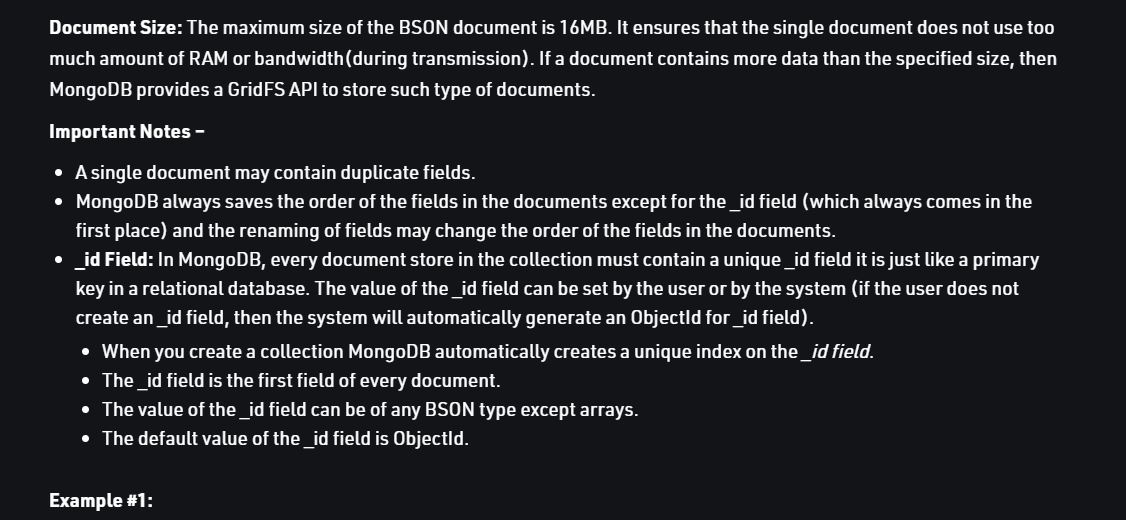 Document Size: The maximum size of the BSON document is 16MB. It ensures that the single document does not use too
much amount of RAM or bandwidth(during transmission). If a document contains more data than the specified size, then
MongoDB provides a GridFS API to store such type of documents.
Important Notes –
• A single document may contain duplicate fields.
• MongoDB always saves the order of the fields in the documents except for the _id field (which always comes in the
first place) and the renaming of fields may change the order of the fields in the documents.
• _id Field: In MongoDB, every document store in the collection must contain a unique _id field it is just like a primary
key in a relational database. The value of the _id field can be set by the user or by the system (if the user does not
create an _id field, then the system will automatically generate an ObjectId for _id field).
• When you create a collection MongoDB automatically creates a unique index on the _id field.
• The _id field is the first field of every document.
• The value of the _id field can be of any BSON type except arrays.
• The default value of the _id field is ObjectId.
Example #1: